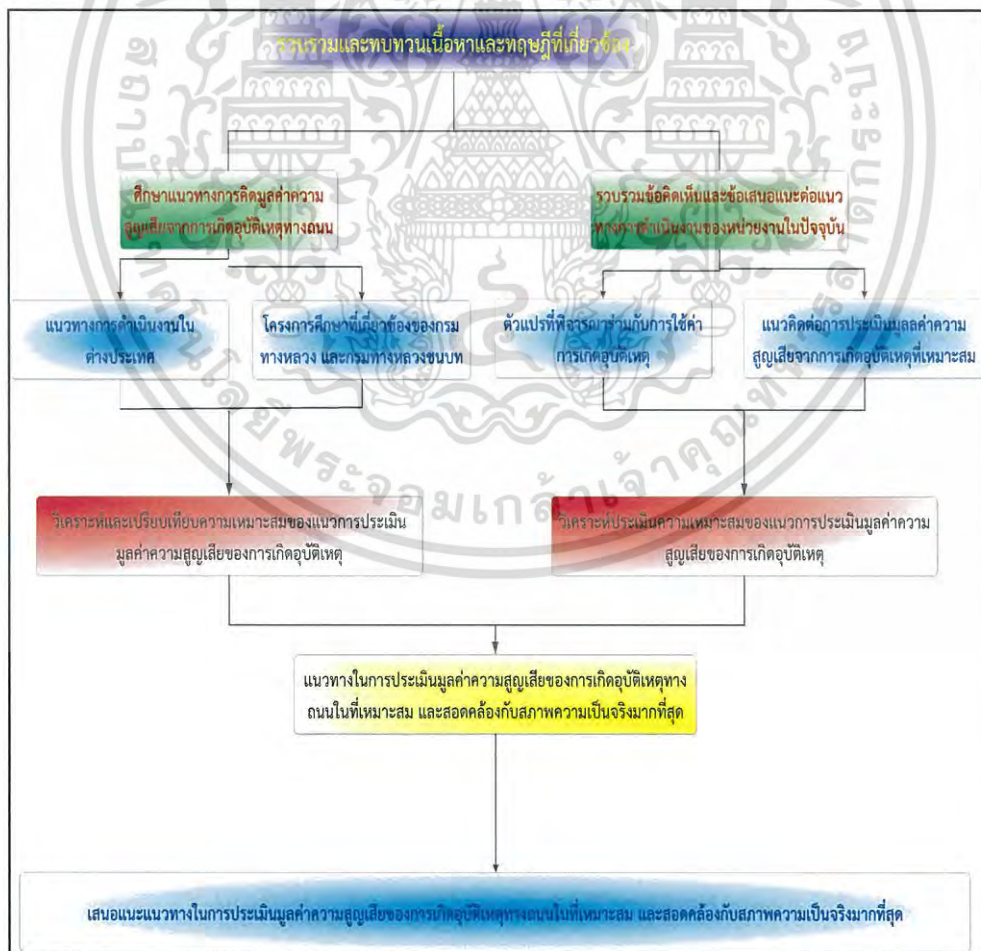 รวบรวมและทบทวนเนื้อหาและทฤษฎีที่เกี่ยวข้อง
ศึกษาแนวทางการคิดมูลค่าความ
สูญเสียจากการเกิดอุบัติเหตุทางถนน
รวบรวมข้อคิดเห็นและข้อเสนอแนะต่อแนว
ทางการดำเนินงานของหน่วยงานในปัจจุบัน
แนวทางการดำเนินงานใน
ต่างประเทศ
โครงการศึกษาที่เกี่ยวข้องของกรม
ทางหลวง และกรมทางหลวงชนบท
ตัวแปรที่พิจารณาร่วมกับการใช้ค่า
การเกิดอุบัติเหตุ
แนวคิดต่อการประเมินมูลค่าความ
สูญเสียจากการเกิดอุบัติเหตุที่เหมาะสม
วิเคราะห์และเปรียบเทียบความเหมาะสมของแนวการประเมิน
มูลค่าความสูญเสียของการเกิดอุบัติเหตุ
วิเคราะห์ประเมินความเหมาะสมของแนวการประเมินมูลค่าความ
สูญเสียของการเกิดอุบัติเหตุ
แนวทางในการประเมินมูลค่าความสูญเสียของการเกิดอุบัติเหตุทาง
ถนนในที่เหมาะสม และสอดคล้องกับสภาพความเป็นจริงมากที่สุด
เสนอแนะแนวทางในการประเมินมูลค่าความสูญเสียของการเกิดอุบัติเหตุทางถนนในที่เหมาะสม และสอดคล้องกับสภาพความเป็นจริงมากที่สุด
พระจอมเกล้าเจ้าคุณทหารลาดกระบัง